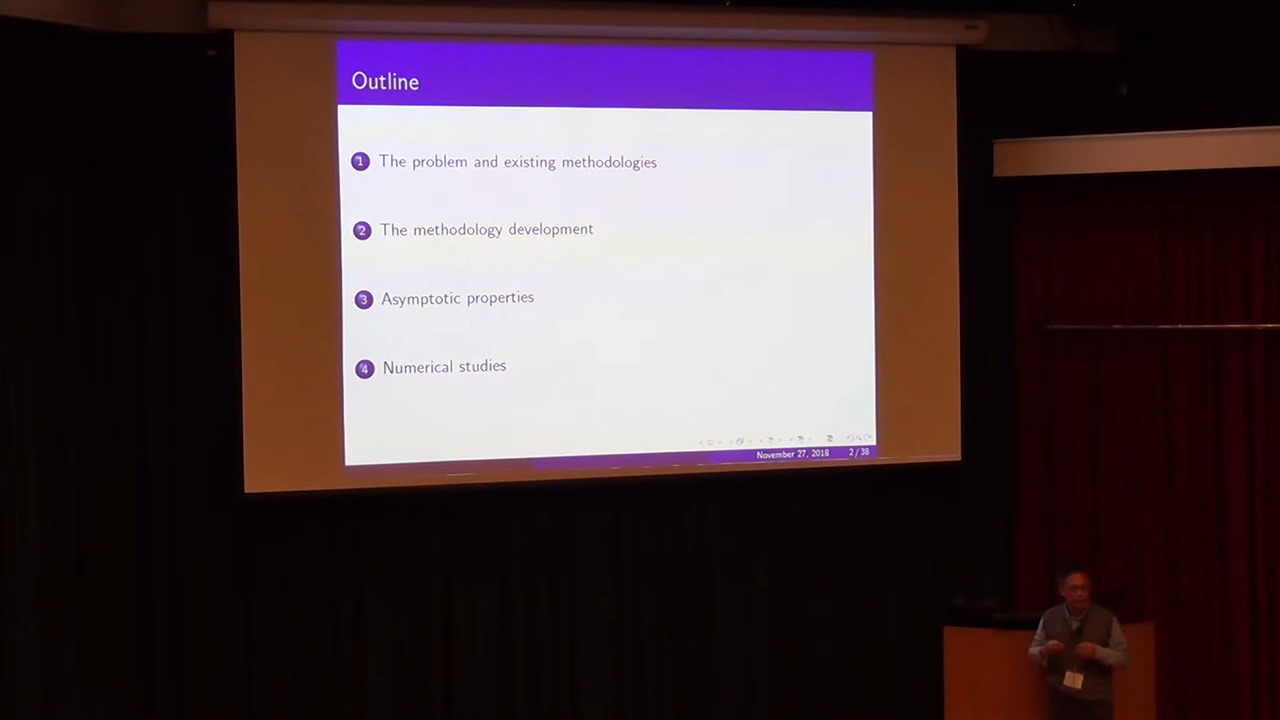 Outline
1 The problem and existing methodologies
2 The methodology development
3 Asymptotic properties
4 Numerical studies
November 27, 2018 2 / 38